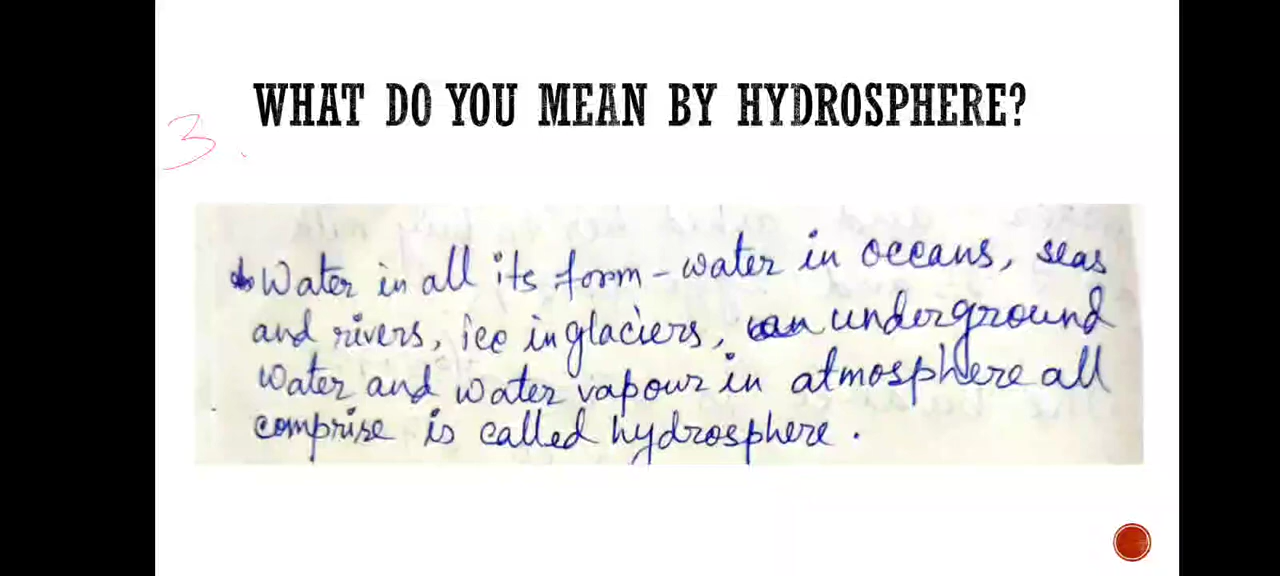 WHAT DO YOU MEAN BY HYDROSPHERE?
3.
Water in all its form - water in oceans, seas
and rivers, ice in glaciers, underground
water and water vapour in atmosphere all
comprise is called hydrosphere.